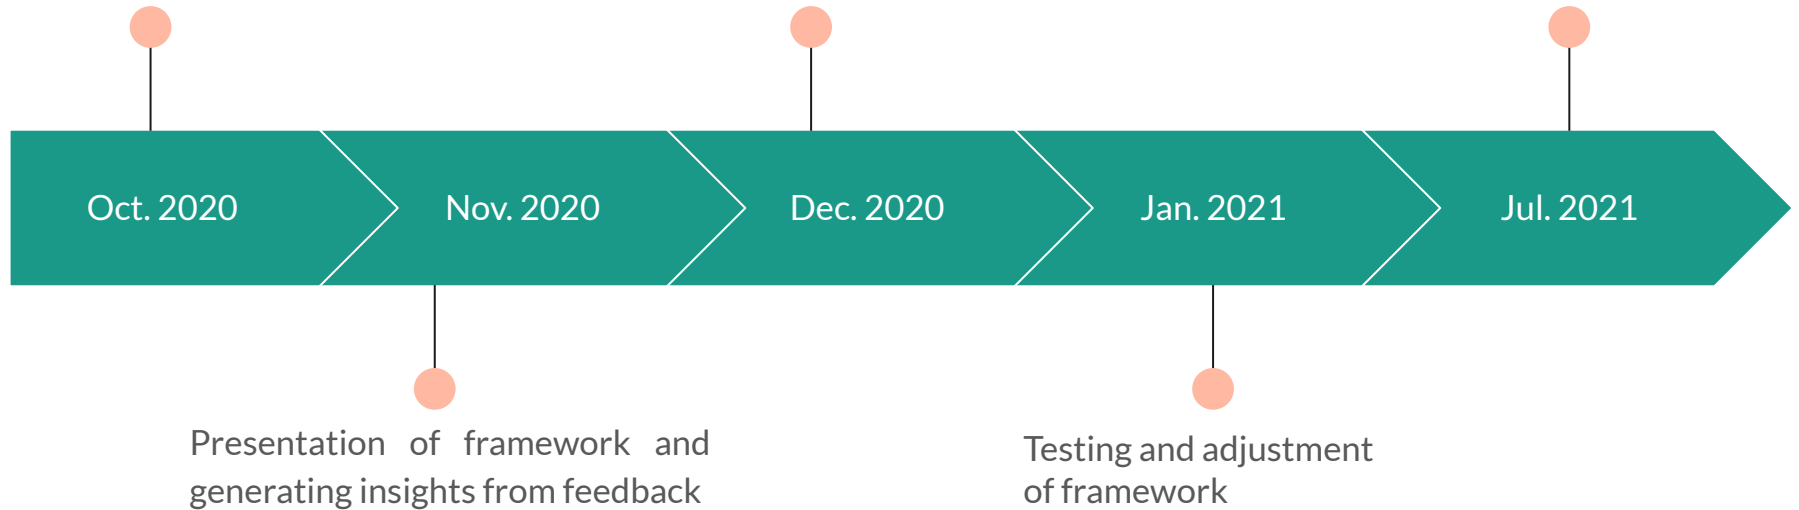 Oct. 2020
Nov. 2020
Dec. 2020
Jan. 2021
Jul. 2021
Presentation of framework and
generating insights from feedback
Testing and adjustment
of framework